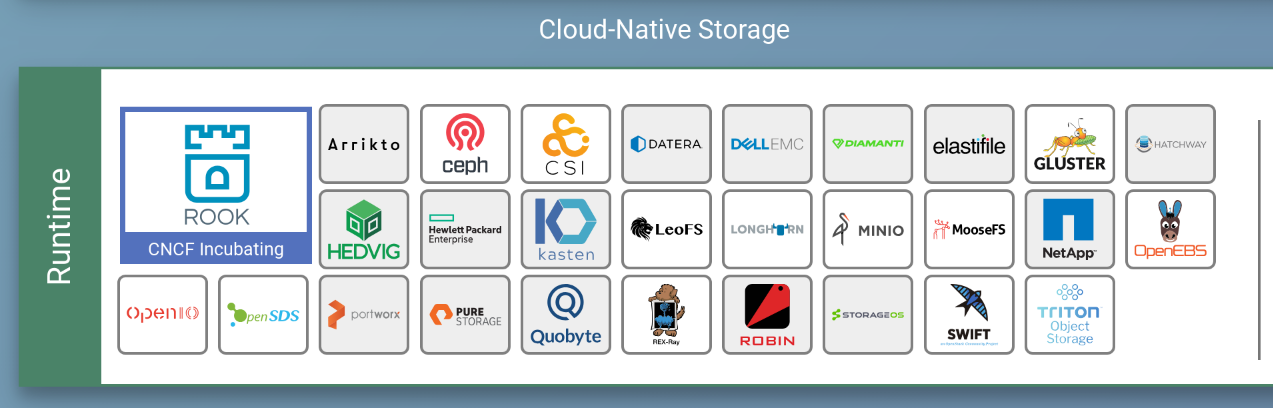 Cloud-Native Storage
Runtime
ROOK
CNCF Incubating
Arrikto
ceph
CSI
DATERA
DELLEMC
DIAMANTI
elastifile
GLUSTER
HATCHWAY
HEDVIG
Hewlett Packard
Enterprise
kasten
LeoFS
LONGHORN
MINIO
MooseFS
NetApp™
OpenEBS
OPENIO
OpenSDS
portworx
PURE
STORAGE
Quobyte
REX-Ray
ROBIN
STORAGEOS
SWIFT
TRITON
Object
Storage